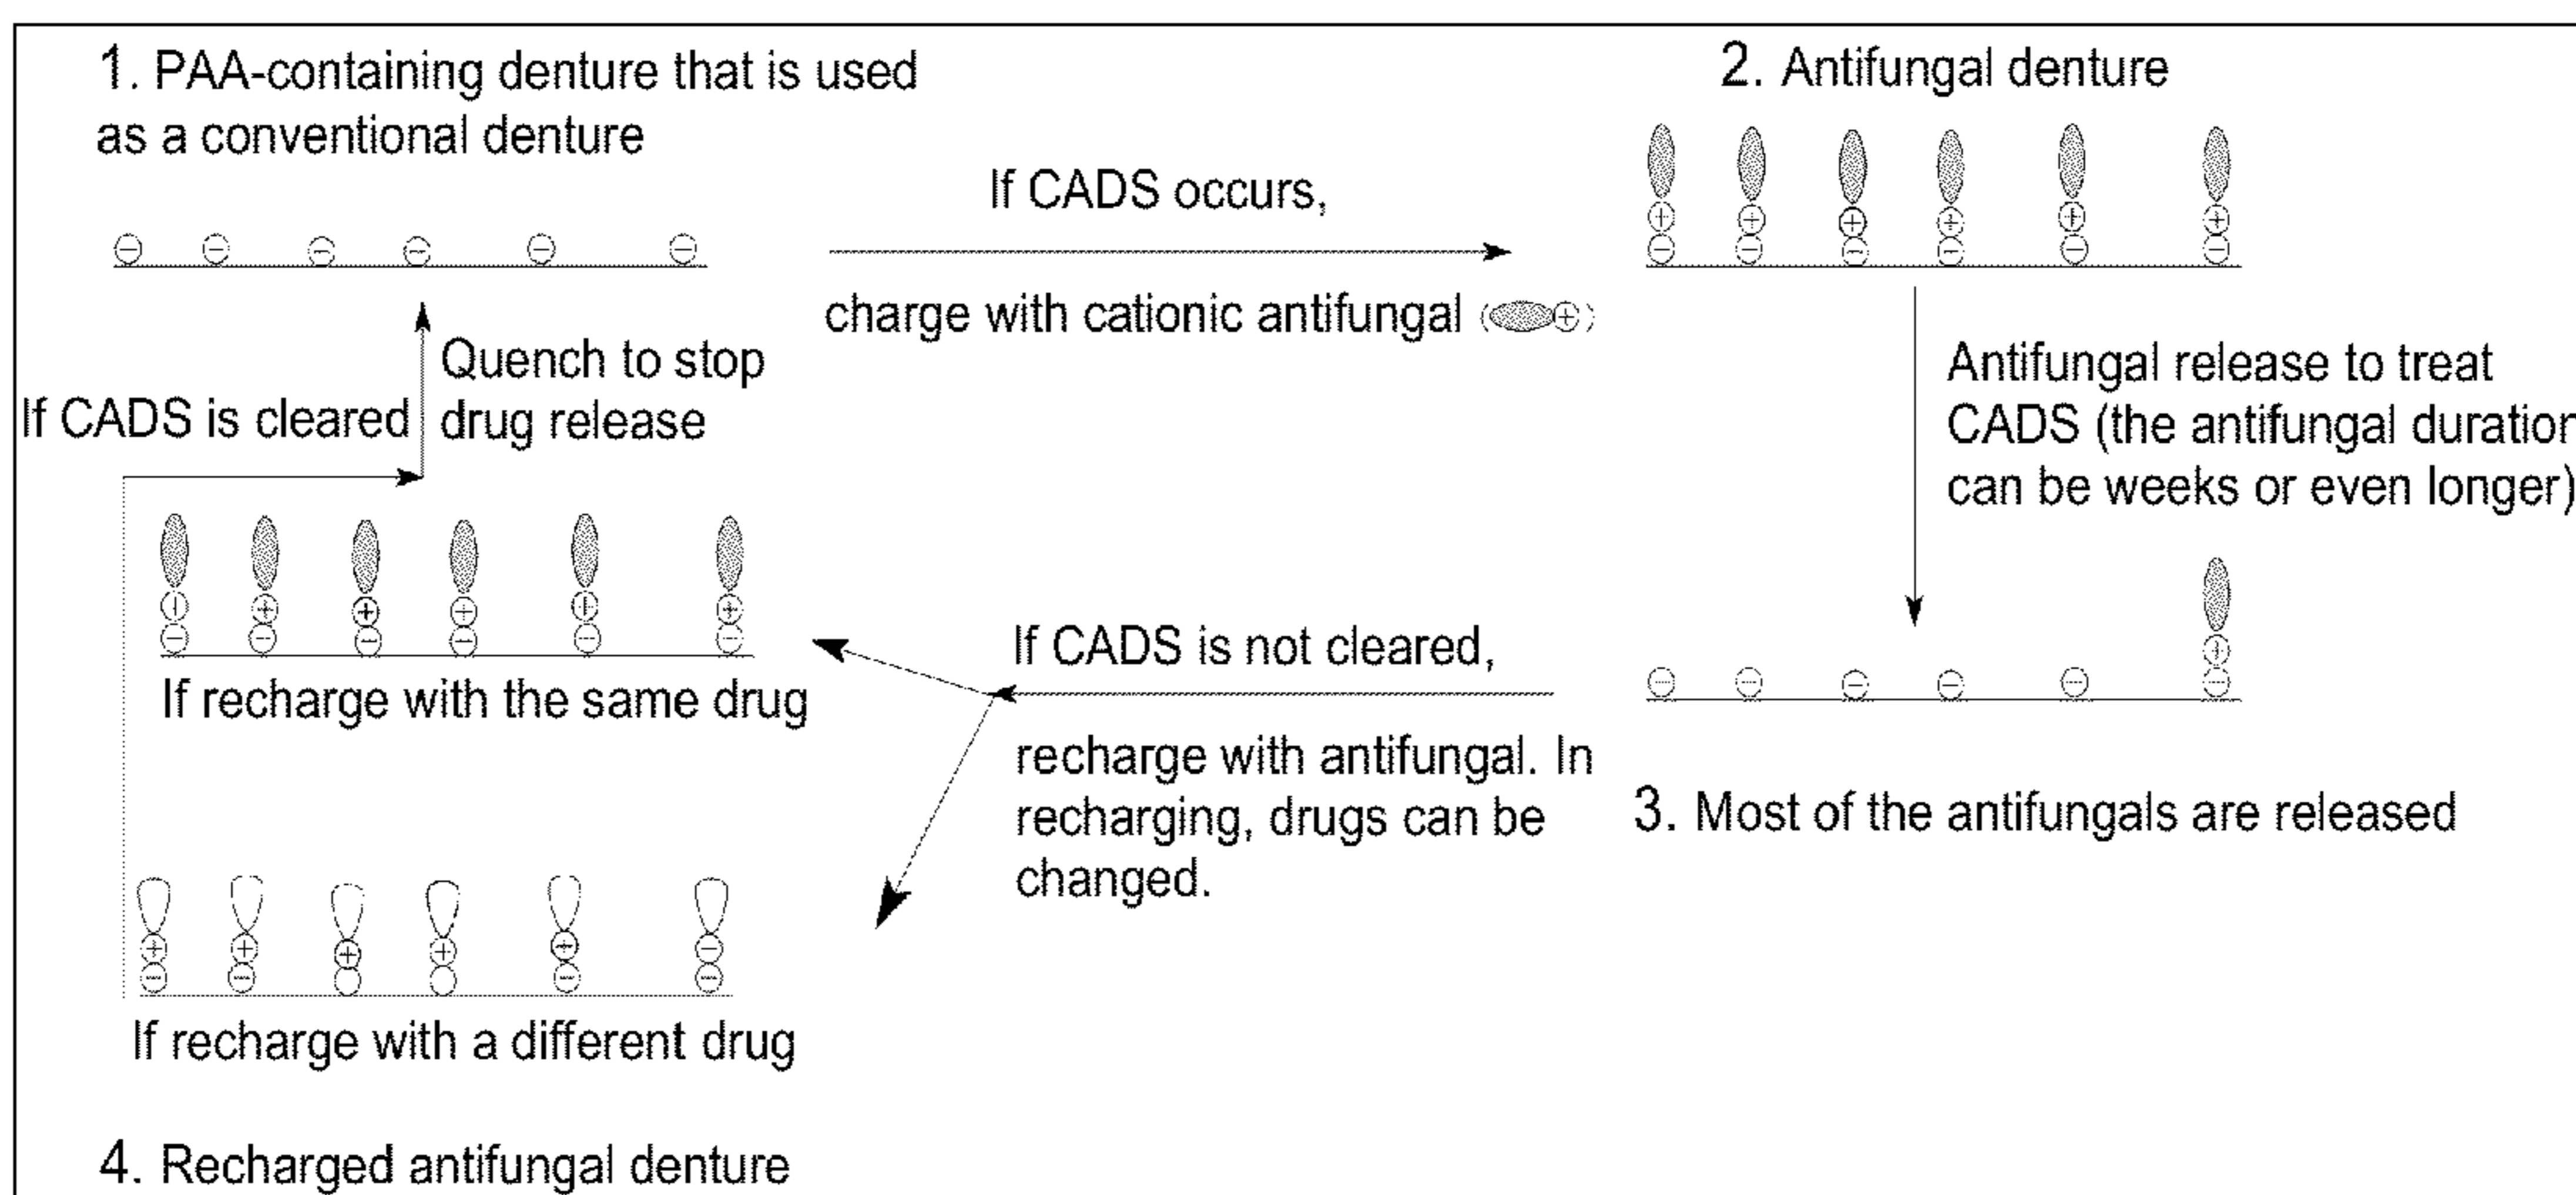 1. PAA-containing denture that is used
as a conventional denture
If CADS occurs,
charge with cationic antifungal
2. Antifungal denture
Antifungal release to treat
CADS (the antifungal duration
can be weeks or even longer)
3. Most of the antifungals are released
If CADS is not cleared,
recharge with antifungal. In
recharging, drugs can be
changed.
If recharge with the same drug
If recharge with a different drug
4. Recharged antifungal denture
If CADS is cleared
Quench to stop
drug release